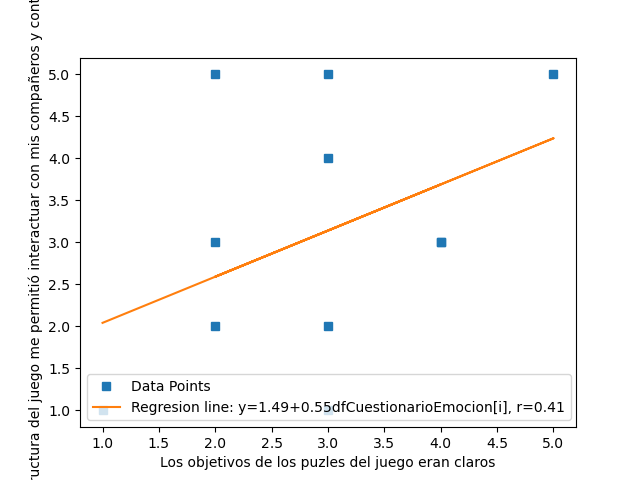 ructura del juego me permitió interactuar con mis compañeros y cont
5.0
4.5
4.0
3.5
3.0
2.5
2.0
1.5
1.0
Data Points
Regresion line: y=1.49+0.55dfCuestionarioEmocion[i], r=0.41
1.0 1.5 2.0 2.5 3.0 3.5 4.0 4.5 5.0
Los objetivos de los puzles del juego eran claros